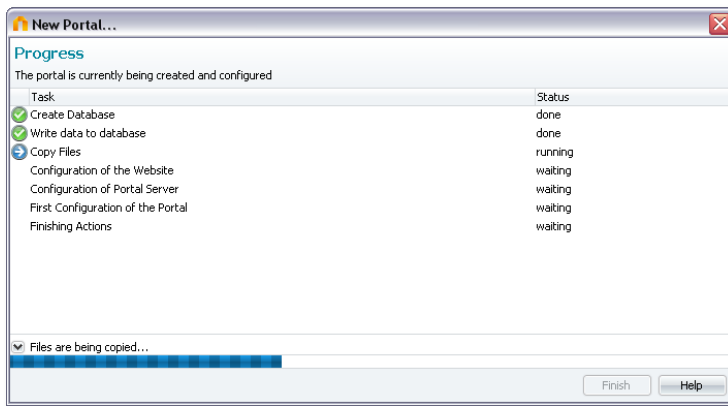 New Portal...
Progress
The portal is currently being created and configured
Task Status
Create Database done
Write data to database done
Copy Files running
Configuration of the Website waiting
Configuration of Portal Server waiting
First Configuration of the Portal waiting
Finishing Actions waiting
Files are being copied...
Finish Help